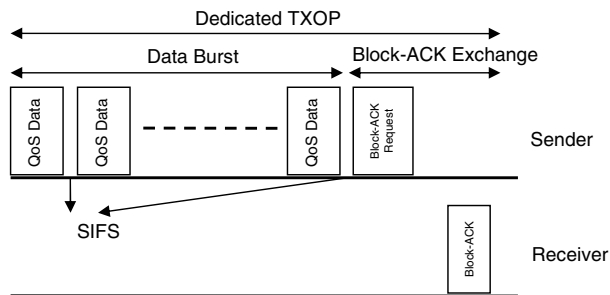 Dedicated TXOP
Data Burst
Block-ACK Exchange
QoS Data
QoS Data
QoS Data
Block-ACK
Request
Sender
SIFS
Block-ACK
Receiver